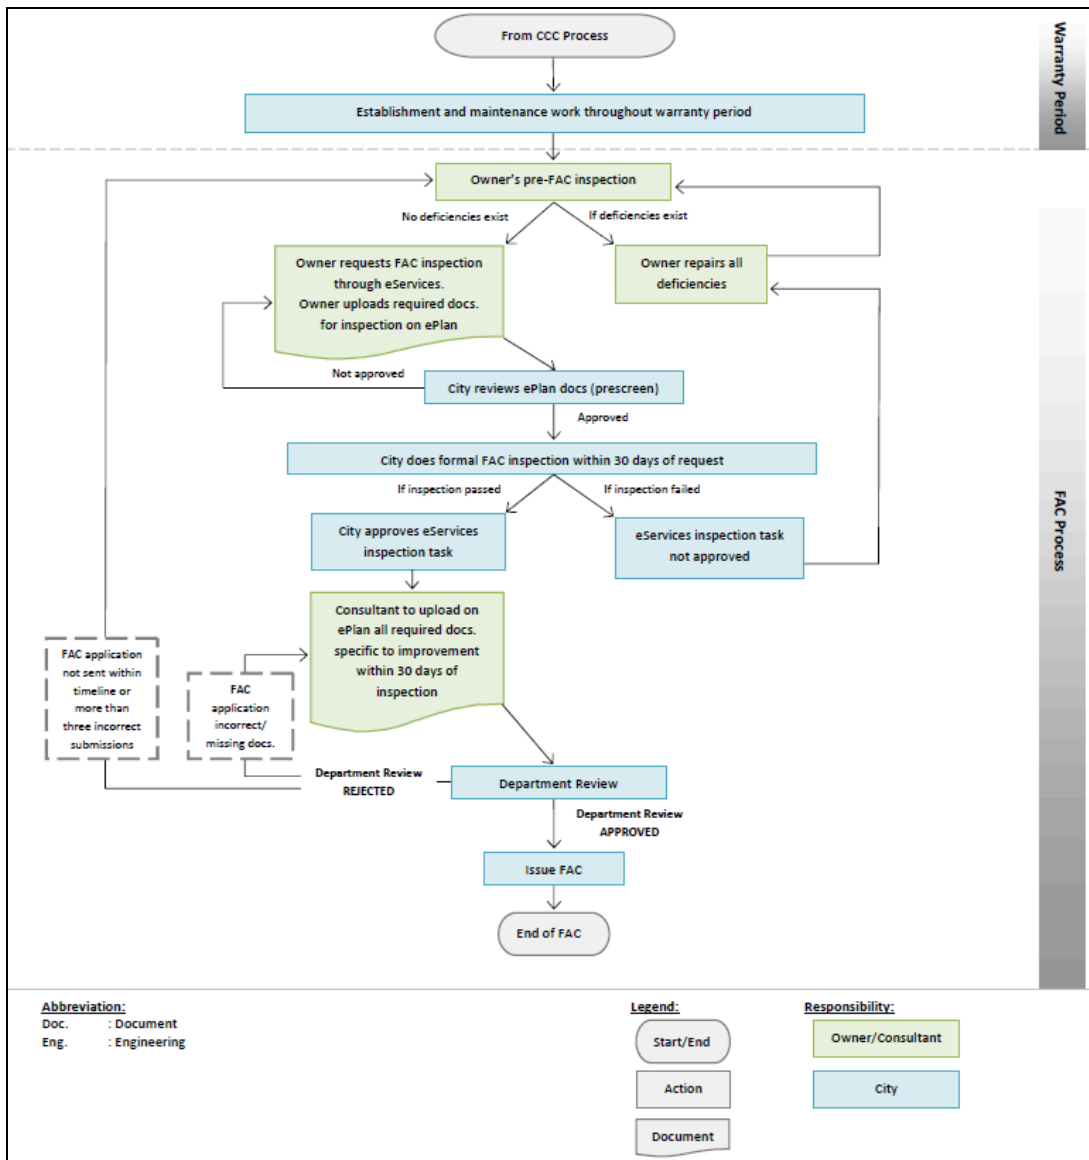 From CCC Process
Warranty Period
Establishment and maintenance work throughout warranty period
Owner's pre-FAC inspection
No deficiencies exist
If deficiencies exist
Owner requests FAC inspection
through eServices.
Owner uploads required docs.
for inspection on ePlan
Owner repairs all
deficiencies
Not approved
City reviews ePlan docs (prescreen)
Approved
City does formal FAC inspection within 30 days of request
If inspection passed
If inspection failed
City approves eServices
inspection task
eServices inspection task
not approved
FAC Process
Consultant to upload on
ePlan all required docs.
specific to improvement
within 30 days of
inspection
FAC application
not sent within
timeline or
more than
three incorrect
submissions
FAC
application
incorrect/
missing docs.
Department Review
REJECTED
Department Review
Department Review
APPROVED
Issue FAC
End of FAC
Abbreviation:
Doc. : Document
Eng. : Engineering
Legend:
Start/End
Action
Document
Responsibility:
Owner/Consultant
City